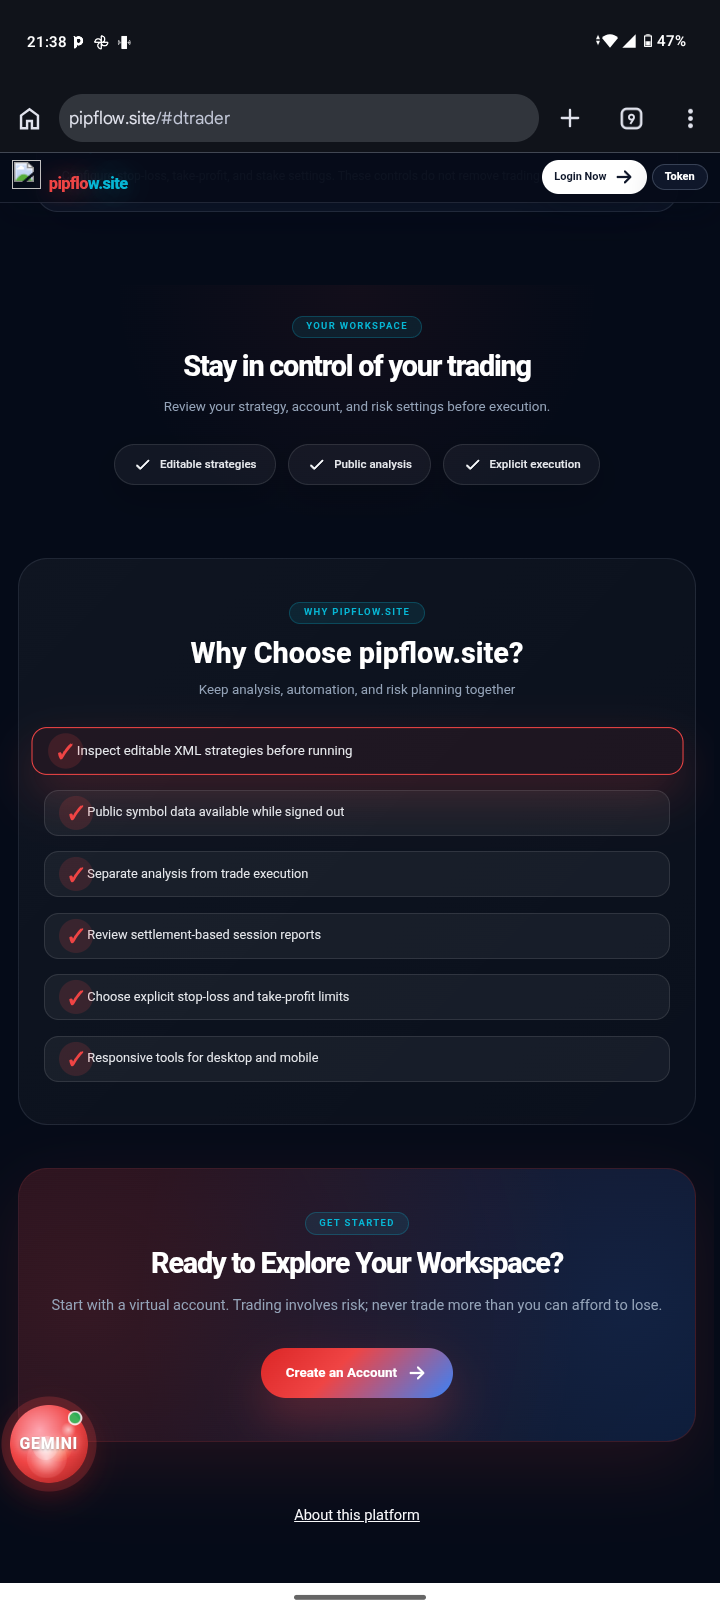 21:38
47%
pipflow.site/#dtrader
9
pipflow.site
Login Now
Token
YOUR WORKSPACE
Stay in control of your trading
Review your strategy, account, and risk settings before execution.
Editable strategies
Public analysis
Explicit execution
WHY PIPFLOW.SITE
Why Choose pipflow.site?
Keep analysis, automation, and risk planning together
Inspect editable XML strategies before running
Public symbol data available while signed out
Separate analysis from trade execution
Review settlement-based session reports
Choose explicit stop-loss and take-profit limits
Responsive tools for desktop and mobile
GET STARTED
Ready to Explore Your Workspace?
Start with a virtual account. Trading involves risk; never trade more than you can afford to lose.
Create an Account
GEMINI
About this platform